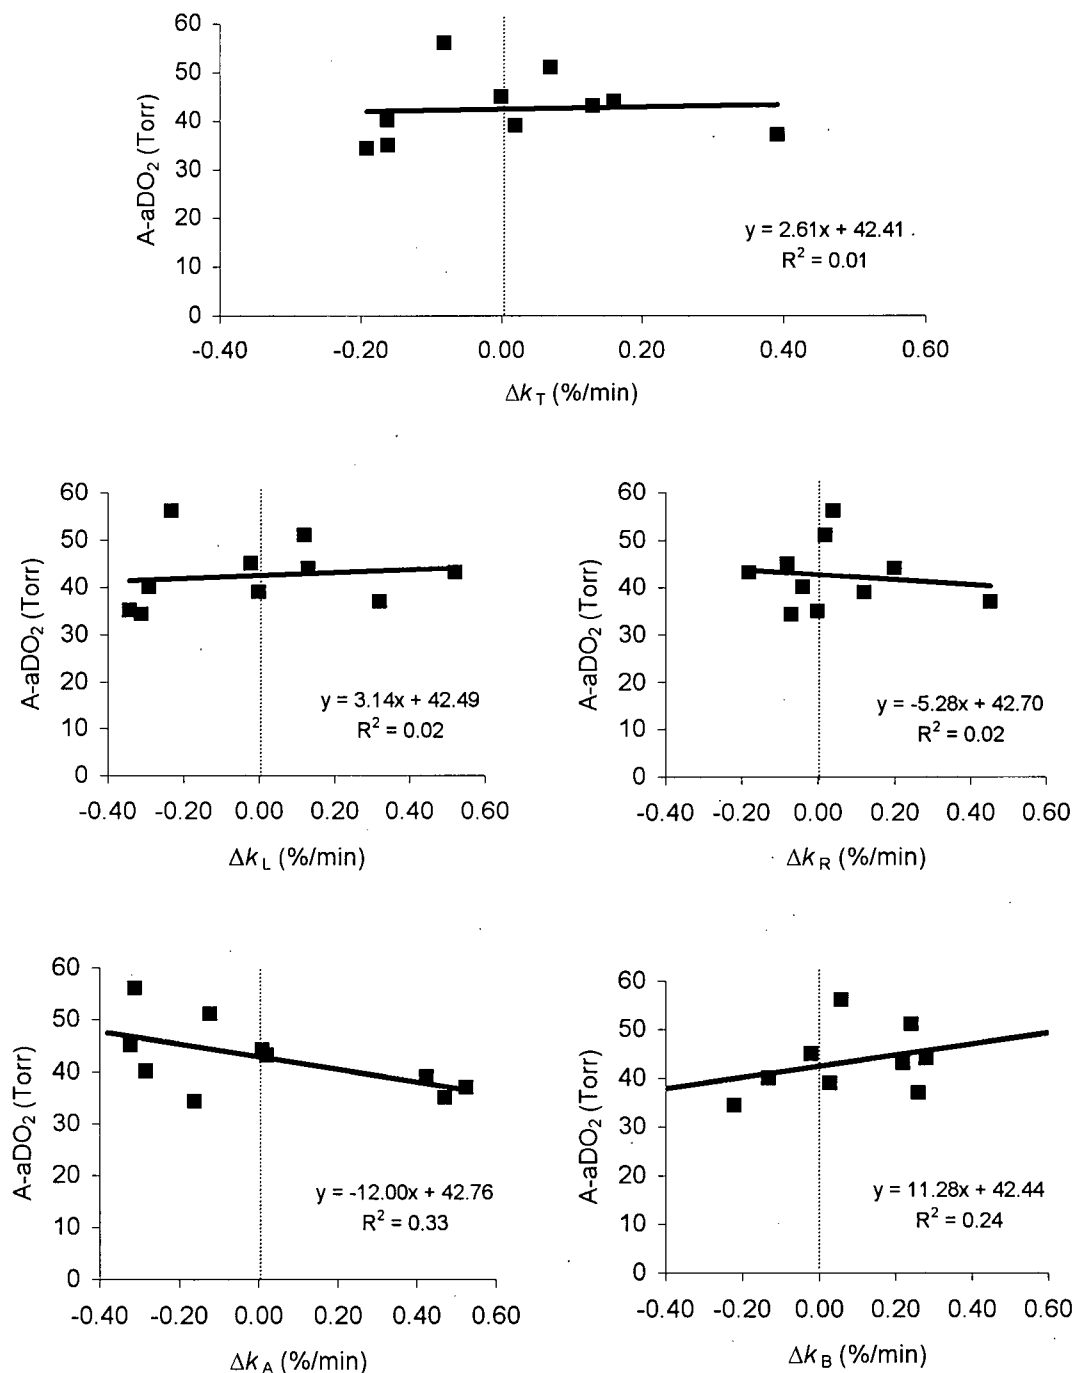 60
50
40
30
20
10
0
A-aDO₂ (Torr)
y = 2.61x + 42.41
R² = 0.01
-0.40 -0.20 0.00 0.20 0.40 0.60
Δk_T (%/min)
60
50
40
30
20
10
0
A-aDO₂ (Torr)
y = 3.14x + 42.49
R² = 0.02
-0.40 -0.20 0.00 0.20 0.40 0.60
Δk_L (%/min)
60
50
40
30
20
10
0
A-aDO₂ (Torr)
y = -5.28x + 42.70
R² = 0.02
-0.40 -0.20 0.00 0.20 0.40 0.60
Δk_R (%/min)
60
50
40
30
20
10
0
A-aDO₂ (Torr)
y = -12.00x + 42.76
R² = 0.33
-0.40 -0.20 0.00 0.20 0.40 0.60
Δk_A (%/min)
60
50
40
30
20
10
0
A-aDO₂ (Torr)
y = 11.28x + 42.44
R² = 0.24
-0.40 -0.20 0.00 0.20 0.40 0.60
Δk_B (%/min)